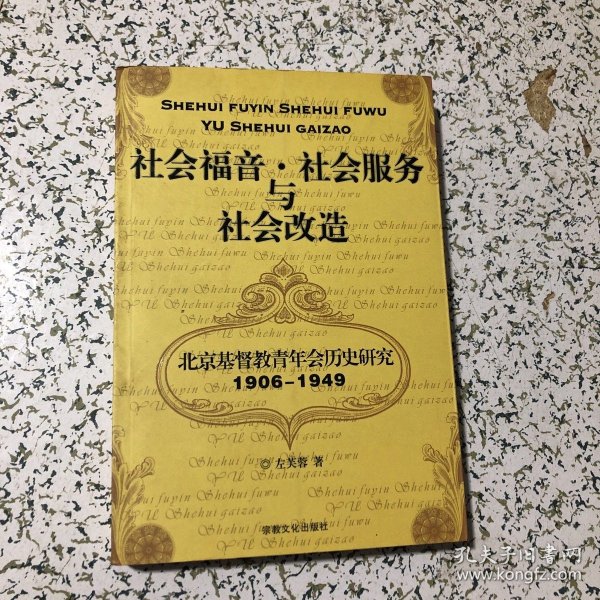 SHEHUI FUYIN SHEHUI FUWU
YU SHEHUI GAIZAO
社会福音·社会服务
与
社会改造
北京基督教青年会历史研究
1906-1949
◎左芙蓉 著
宗教文化出版社
孔夫子旧书网
www.kongfz.com